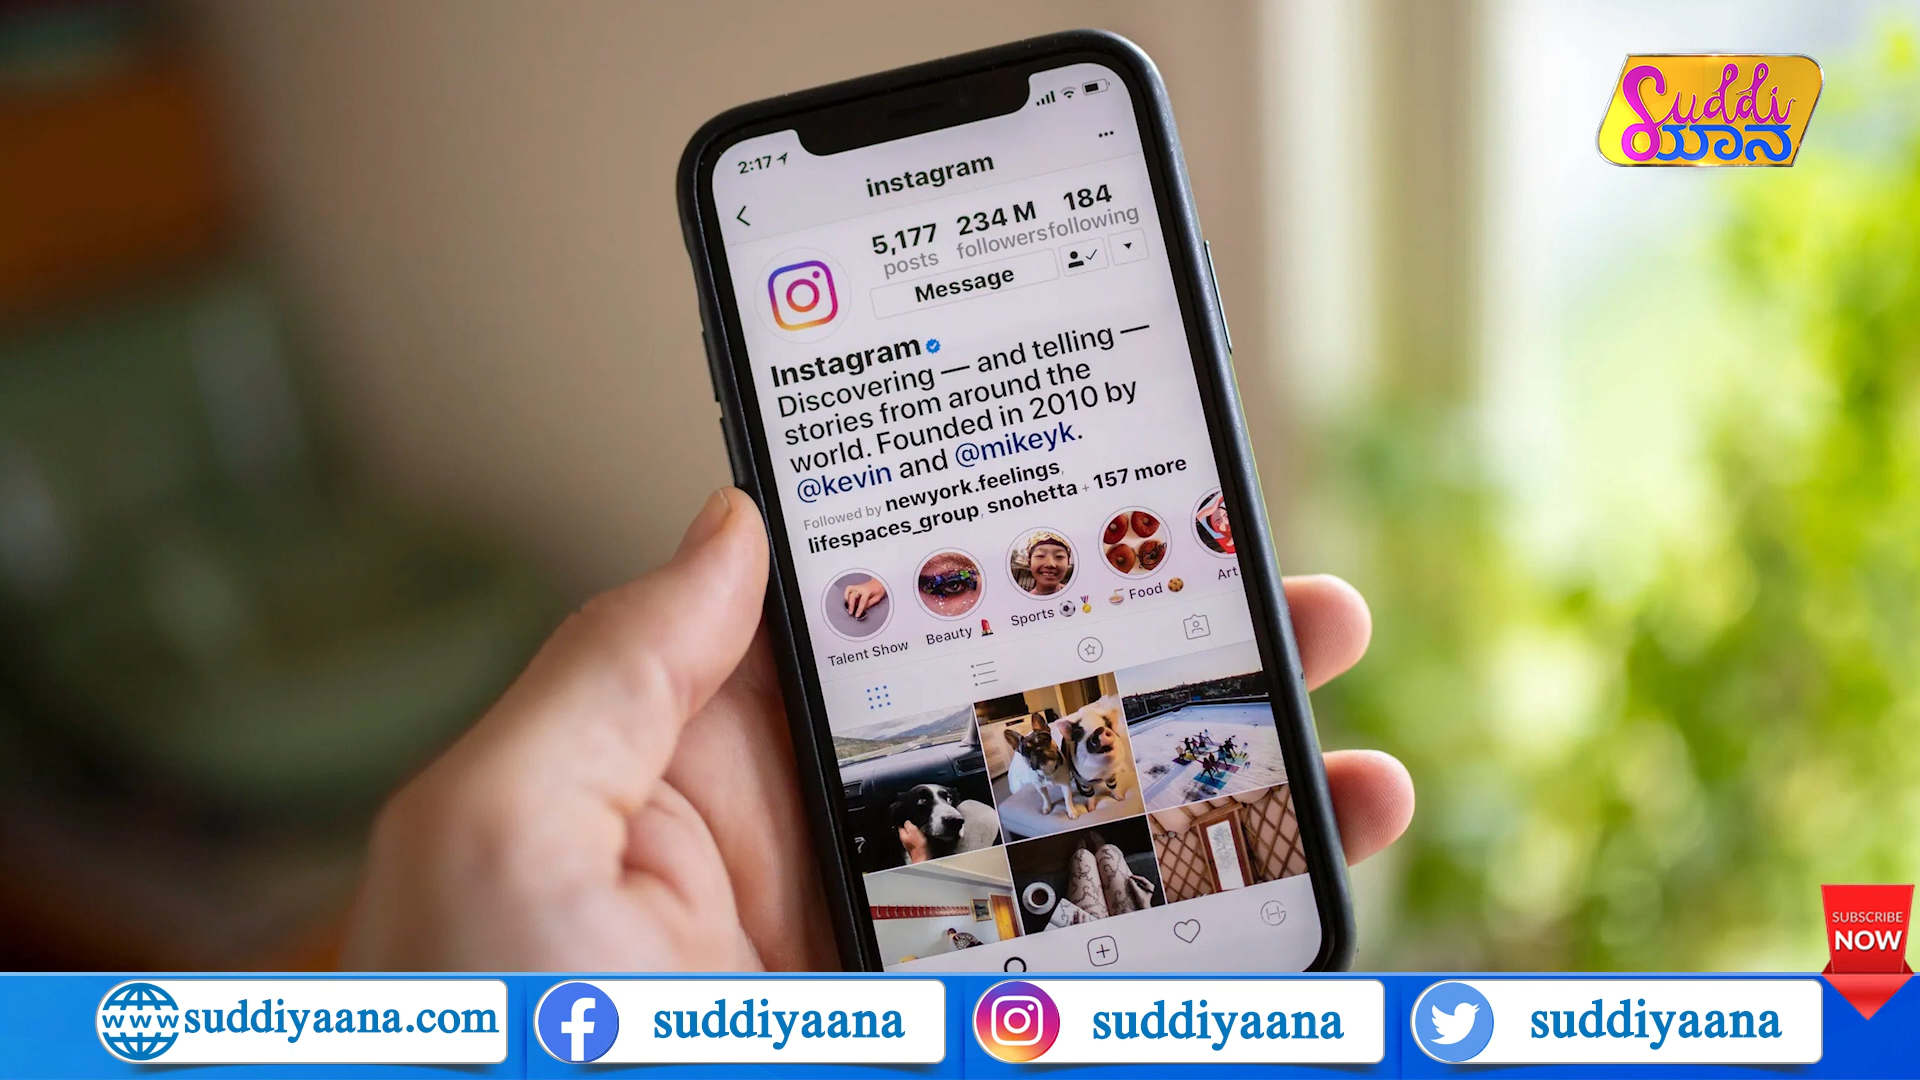 Suddi
ಯಾನ
2:17
instagram
5,177 234 M 184
posts followers following
Message
Instagram
Discovering — and telling —
stories from around the
world. Founded in 2010 by
@kevin and @mikeyk.
Followed by newyork.feelings,
lifespaces_group, snohetta + 157 more
Talent Show Beauty Sports Food Art
SUBSCRIBE
NOW
www suddiyaana.com suddiyaana suddiyaana suddiyaana